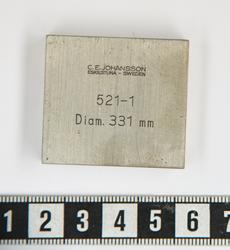 C.E. JOHANSSON
ESKILSTUNA - SWEDEN
521-1
Diam. 331 mm
1 2 3 4 5 6 7